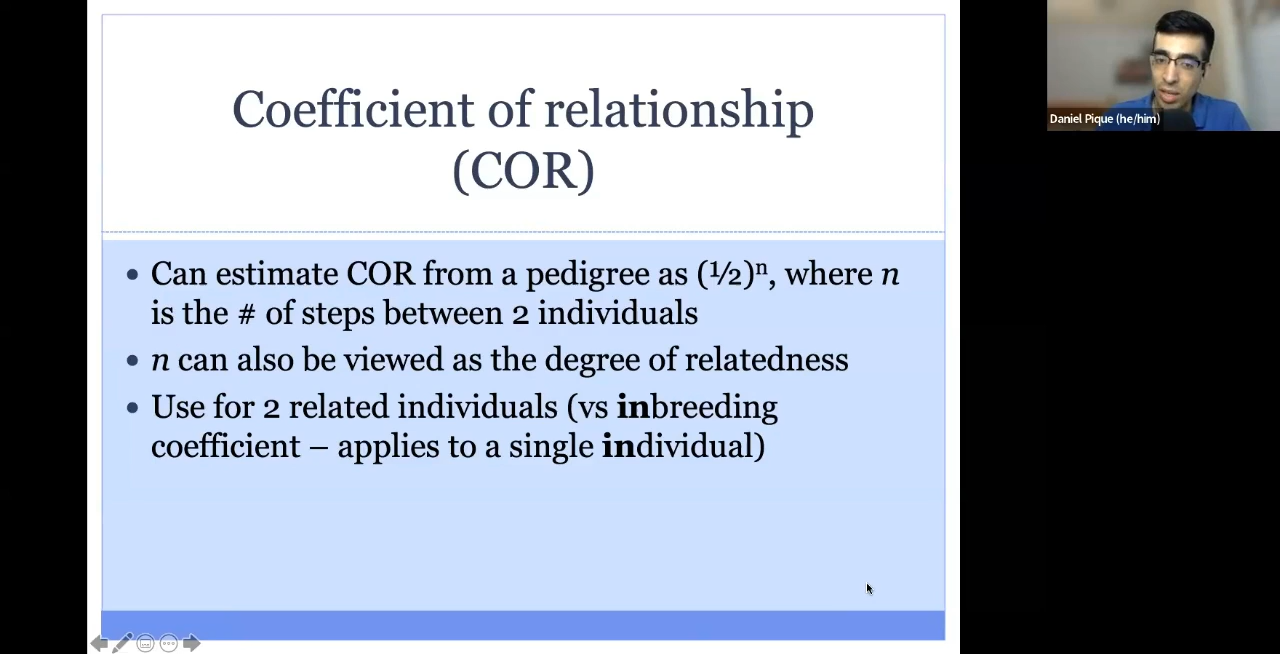 Coefficient of relationship
(COR)
• Can estimate COR from a pedigree as (½)ⁿ, where n
is the # of steps between 2 individuals
• n can also be viewed as the degree of relatedness
• Use for 2 related individuals (vs inbreeding
coefficient – applies to a single individual)
Daniel Pique (he/him)